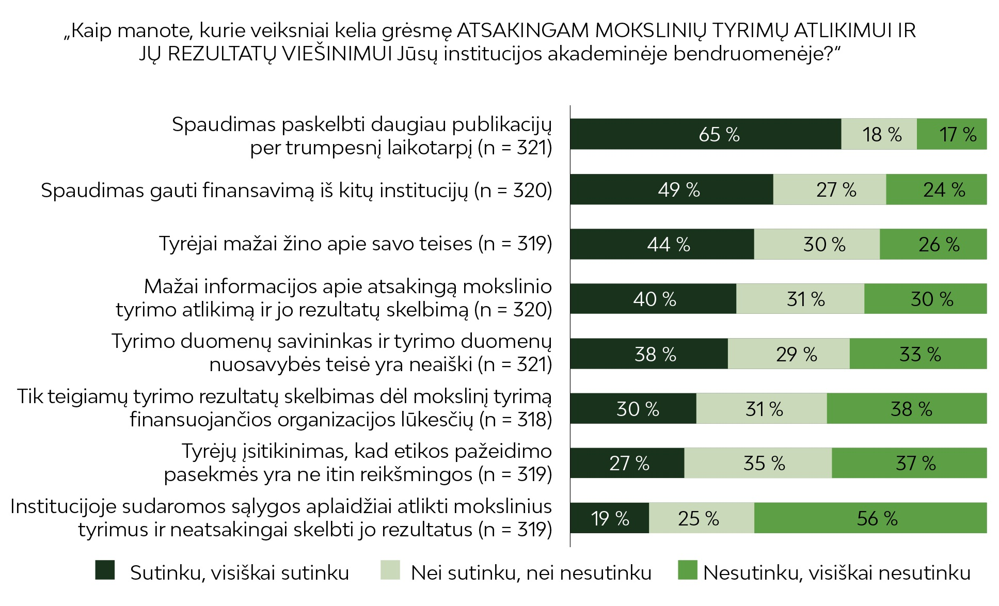 „Kaip manote, kurie veiksniai kelia grėsmę ATSAKINGAM MOKSLINIŲ TYRIMŲ ATLIKIMUI IR
JŲ REZULTATŲ VIEŠINIMUI Jūsų institucijos akademinėje bendruomenėje?“
Spaudimas paskelbti daugiau publikacijų
per trumpesnį laikotarpį (n = 321)
65 % 18 % 17 %
Spaudimas gauti finansavimą iš kitų institucijų (n = 320)
49 % 27 % 24 %
Tyrėjai mažai žino apie savo teises (n = 319)
44 % 30 % 26 %
Mažai informacijos apie atsakingą mokslinio
tyrimo atlikimą ir jo rezultatų skelbimą (n = 320)
40 % 31 % 30 %
Tyrimo duomenų savininkas ir tyrimo duomenų
nuosavybės teisė yra neaiški (n = 321)
38 % 29 % 33 %
Tik teigiamų tyrimo rezultatų skelbimas dėl mokslinį tyrimą
finansuojančios organizacijos lūkesčių (n = 318)
30 % 31 % 38 %
Tyrėjų įsitikinimas, kad etikos pažeidimo
pasekmės yra ne itin reikšmingos (n = 319)
27 % 35 % 37 %
Institucijoje sudaromos sąlygos aplaidžiai atlikti mokslinius
tyrimus ir neatsakingai skelbti jo rezultatus (n = 319)
19 % 25 % 56 %
Sutinku, visiškai sutinku Nei sutinku, nei nesutinku Nesutinku, visiškai nesutinku